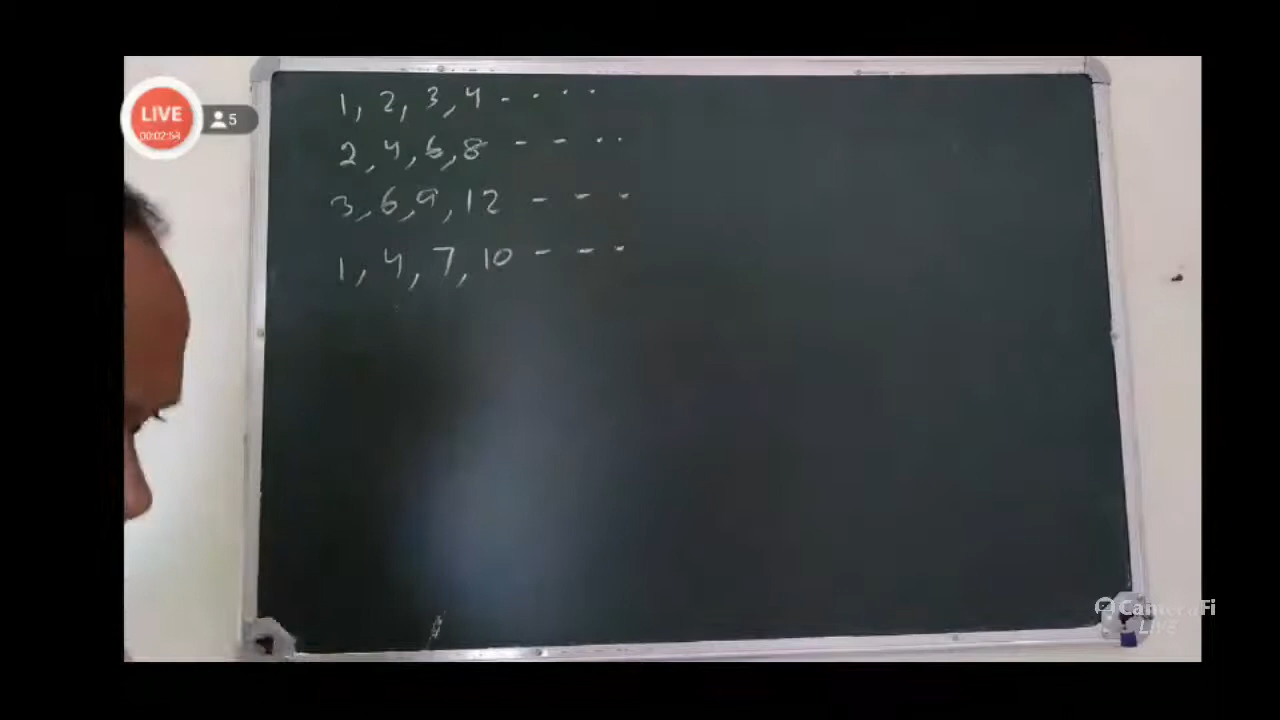 LIVE
00:02:54
5
1, 2, 3, 4 - . . .
2, 4, 6, 8 - - . .
3, 6, 9, 12 - - -
1, 4, 7, 10 - - -
CameraFi
LIVE